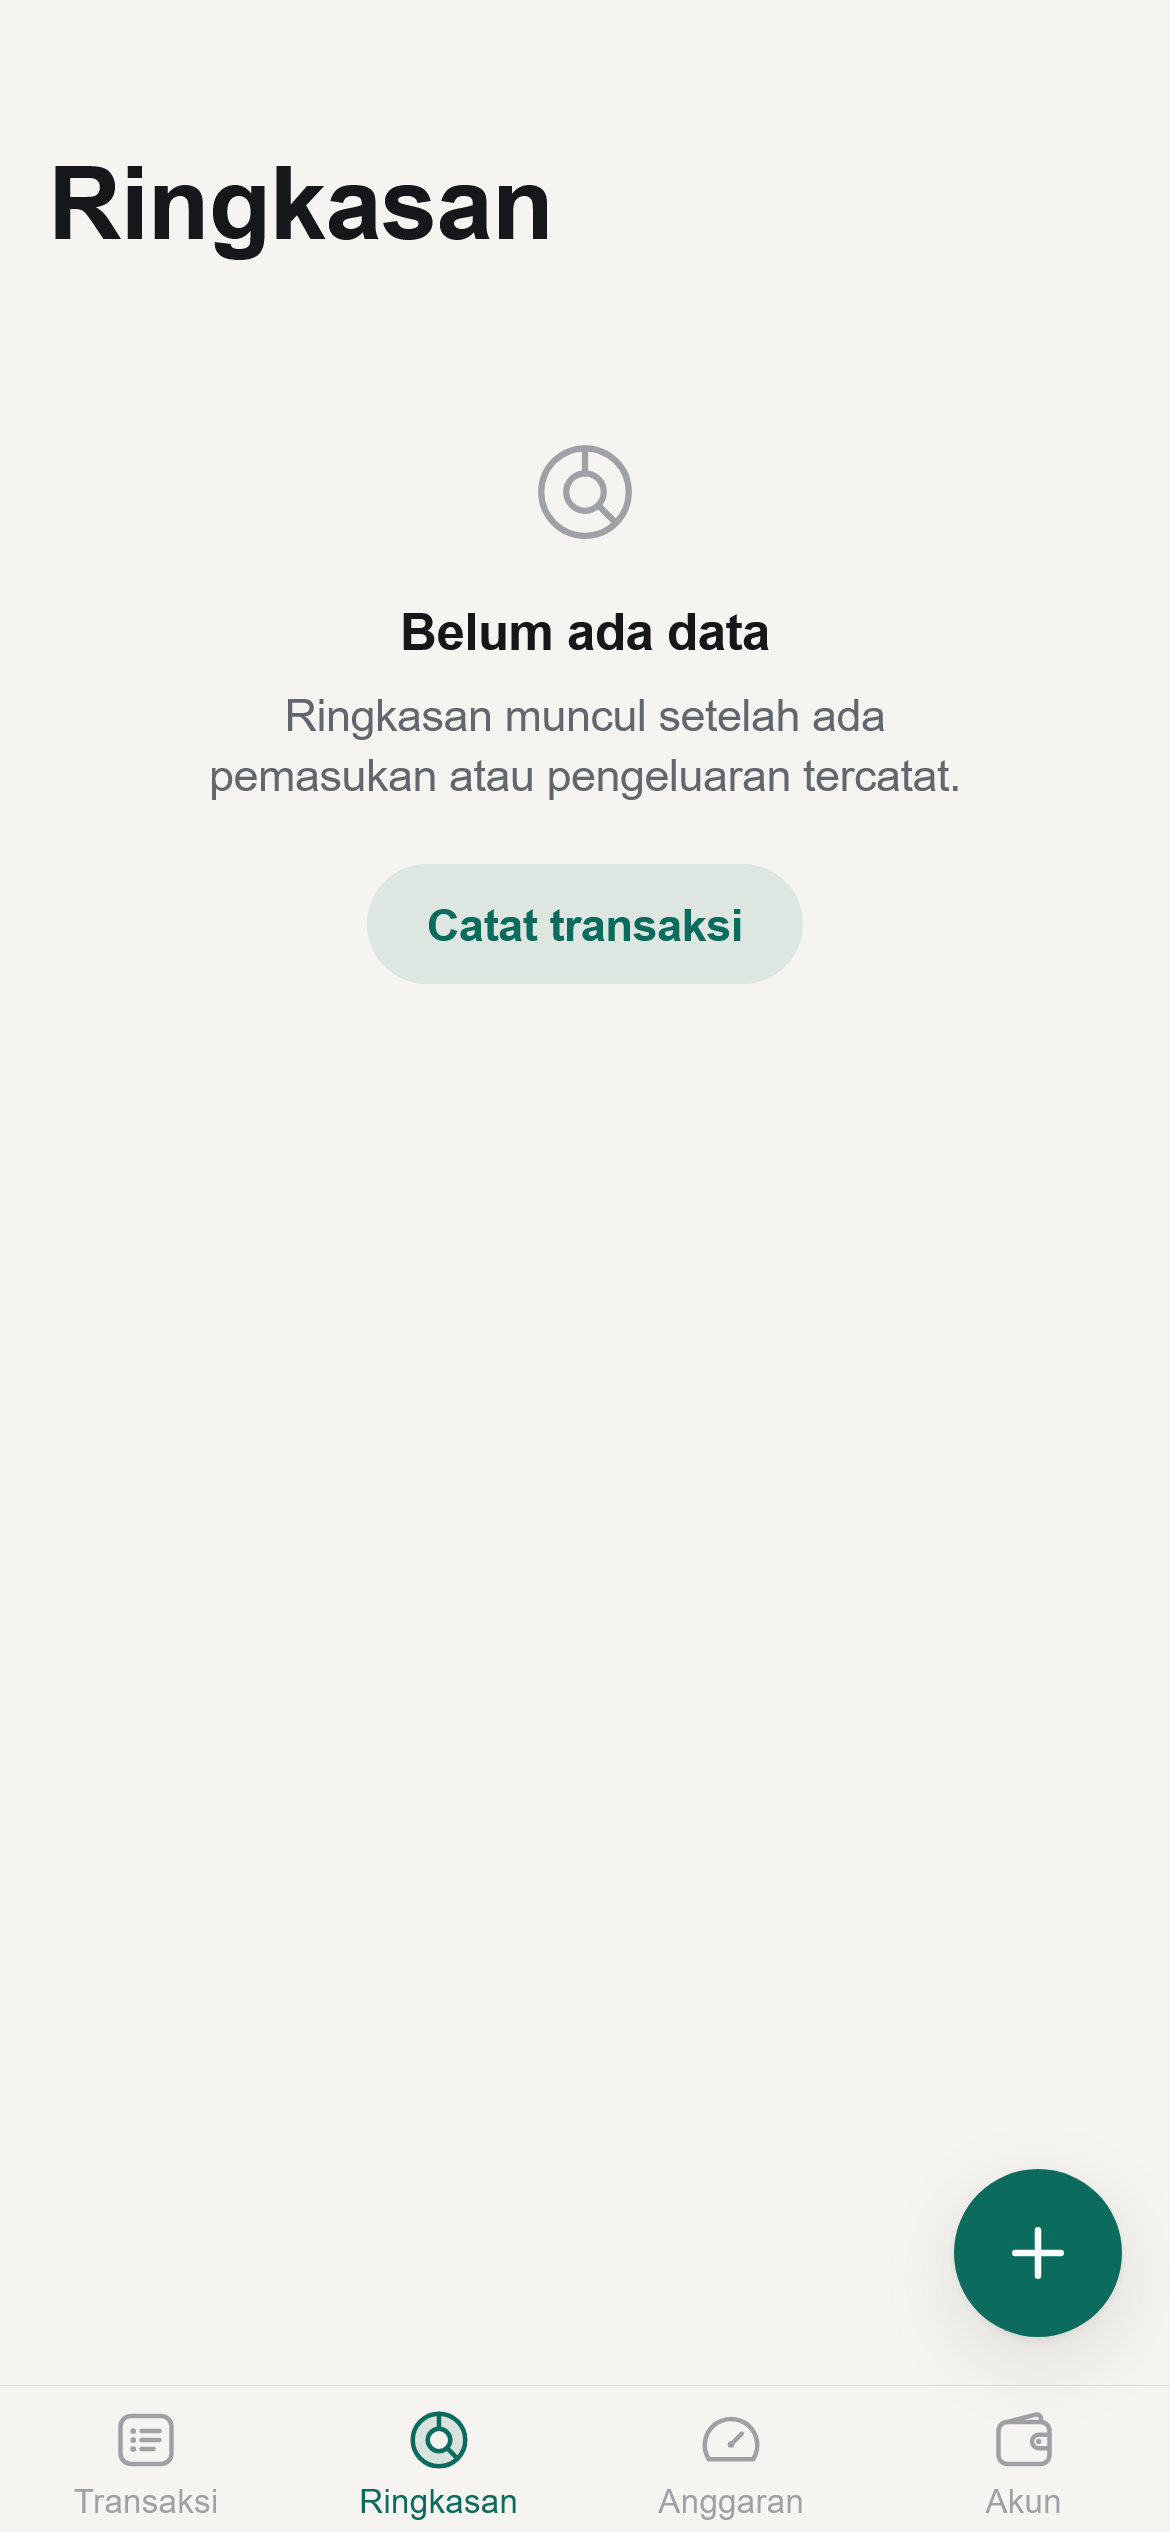 Ringkasan
Belum ada data
Ringkasan muncul setelah ada
pemasukan atau pengeluaran tercatat.
Catat transaksi
Transaksi
Ringkasan
Anggaran
Akun